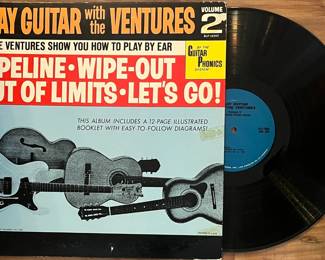 AY GUITAR with the VENTURES
VOLUME
2
E VENTURES SHOW YOU HOW TO PLAY BY EAR
BY THE
GUITAR
PHONICS
SYSTEM
PELINE • WIPE-OUT
UT OF LIMITS • LET'S GO!
THIS ALBUM INCLUDES A 12-PAGE ILLUSTRATED
BOOKLET WITH EASY-TO-FOLLOW DIAGRAMS!